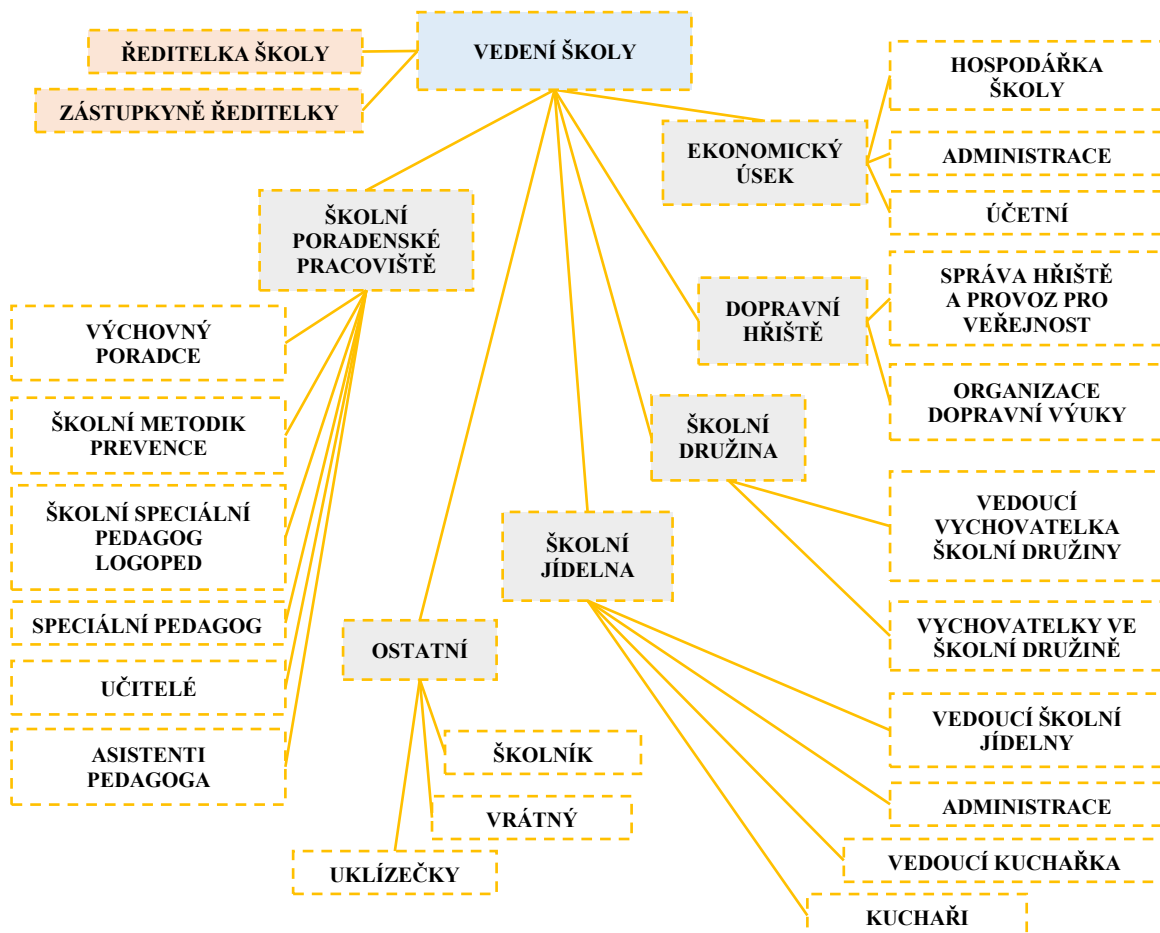 ŘEDITELKA ŠKOLY
ZÁSTUPKYNĚ ŘEDITELKY
VEDENÍ ŠKOLY
EKONOMICKÝ
ÚSEK
HOSPODÁŘKA
ŠKOLY
ADMINISTRACE
ÚČETNÍ
ŠKOLNÍ
PORADENSKÉ
PRACOVIŠTĚ
DOPRAVNÍ
HŘIŠTĚ
SPRÁVA HŘIŠTĚ
A PROVOZ PRO
VEŘEJNOST
ORGANIZACE
DOPRAVNÍ VÝUKY
VÝCHOVNÝ
PORADCE
ŠKOLNÍ METODIK
PREVENCE
ŠKOLNÍ SPECIÁLNÍ
PEDAGOG
LOGOPED
SPECIÁLNÍ PEDAGOG
UČITELÉ
ASISTENTI
PEDAGOGA
ŠKOLNÍ
DRUŽINA
VEDOUCÍ
VYCHOVATELKA
ŠKOLNÍ DRUŽINY
VYCHOVATELKY VE
ŠKOLNÍ DRUŽINĚ
ŠKOLNÍ
JÍDELNA
VEDOUCÍ ŠKOLNÍ
JÍDELNY
ADMINISTRACE
VEDOUCÍ KUCHAŘKA
KUCHAŘI
OSTATNÍ
ŠKOLNÍK
VRÁTNÝ
UKLÍZEČKY